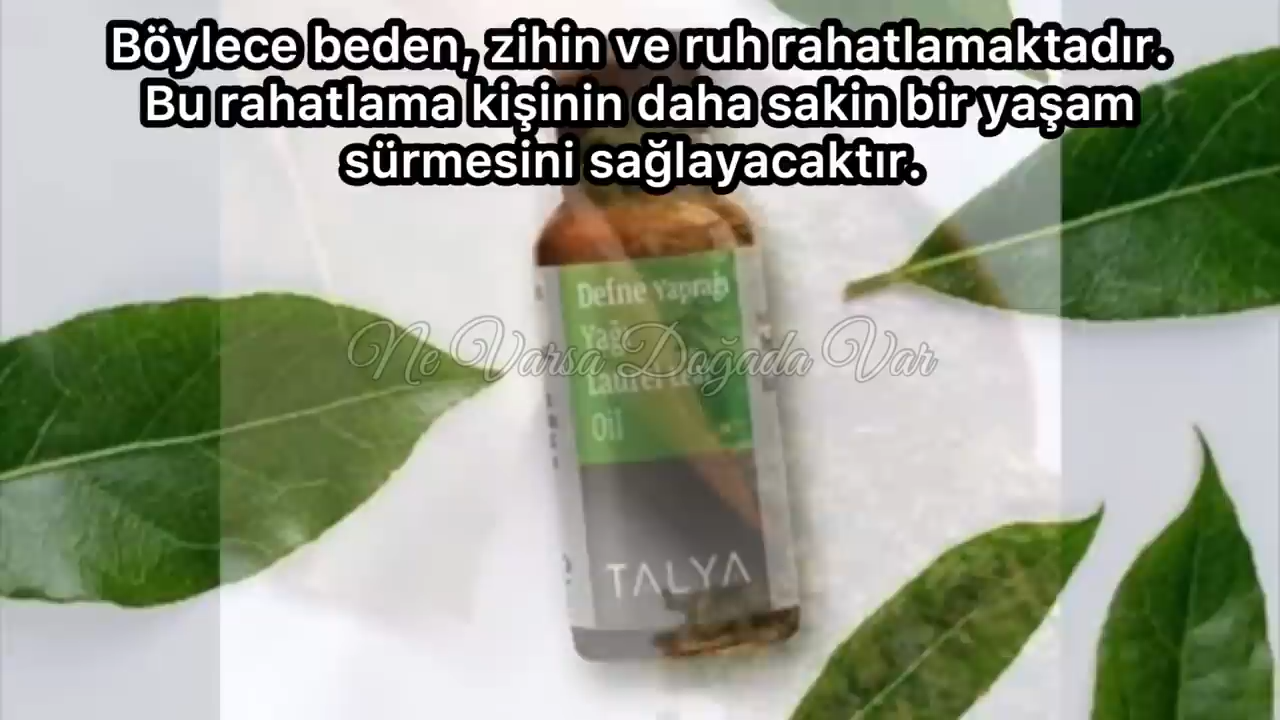 Böylece beden, zihin ve ruh rahatlamaktadır.
Bu rahatlama kişinin daha sakin bir yaşam
sürmesini sağlayacaktır.
Defne Yaprağı
Ne Varsa Doğada Var
Oil
TALYA